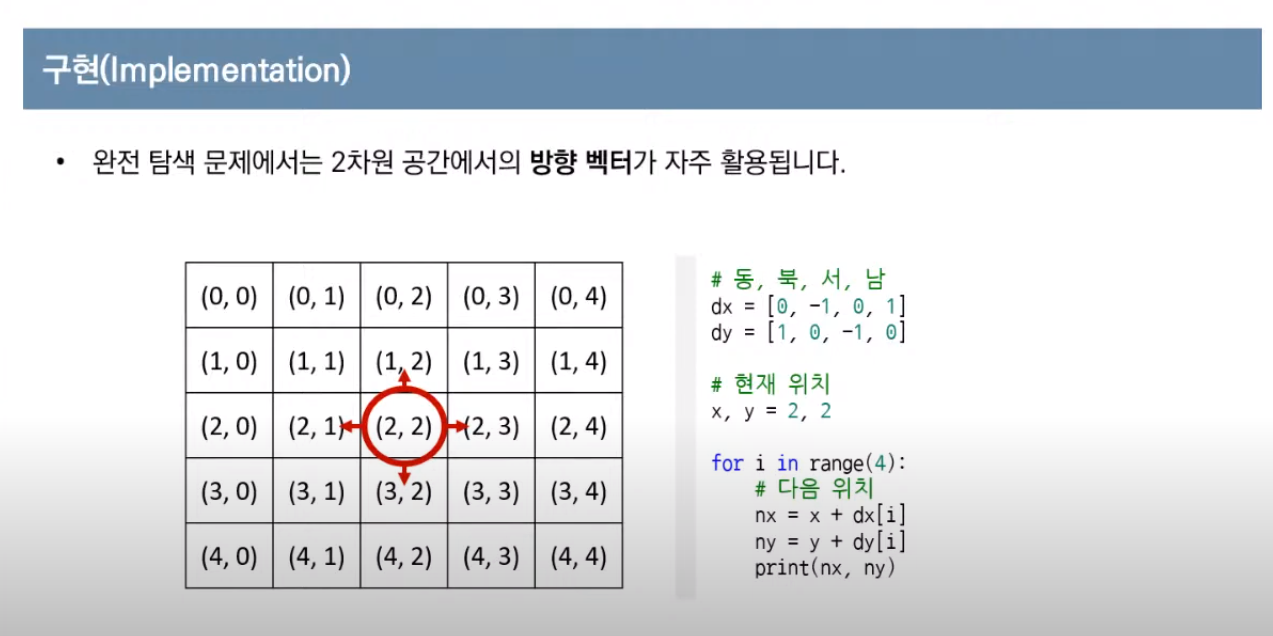 구현(Implementation)
• 완전 탐색 문제에서는 2차원 공간에서의 방향 벡터가 자주 활용됩니다.
(0, 0) (0, 1) (0, 2) (0, 3) (0, 4)
(1, 0) (1, 1) (1, 2) (1, 3) (1, 4)
(2, 0) (2, 1) (2, 2) (2, 3) (2, 4)
(3, 0) (3, 1) (3, 2) (3, 3) (3, 4)
(4, 0) (4, 1) (4, 2) (4, 3) (4, 4)
# 동, 북, 서, 남
dx = [0, -1, 0, 1]
dy = [1, 0, -1, 0]
# 현재 위치
x, y = 2, 2
for i in range(4):
    # 다음 위치
    nx = x + dx[i]
    ny = y + dy[i]
    print(nx, ny)